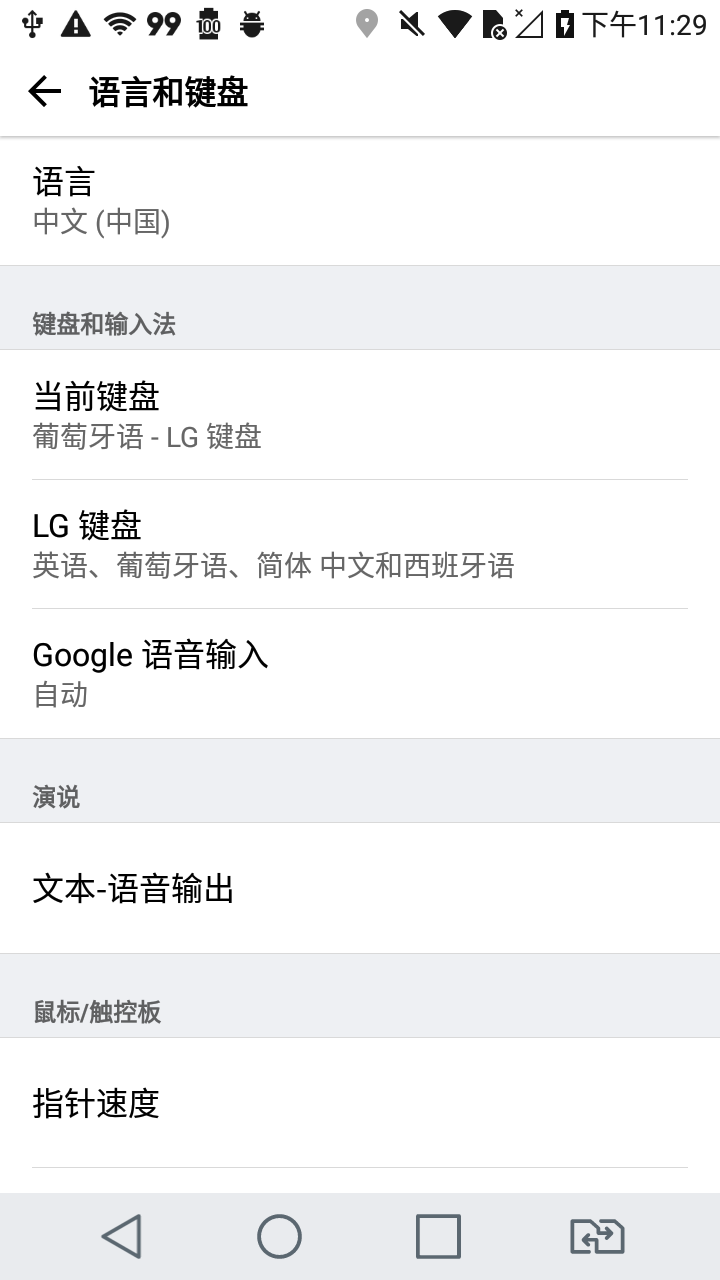 99 100 下午11:29
语言和键盘
语言
中文 (中国)
键盘和输入法
当前键盘
葡萄牙语 - LG 键盘
LG 键盘
英语、葡萄牙语、简体 中文和西班牙语
Google 语音输入
自动
演说
文本-语音输出
鼠标/触控板
指针速度